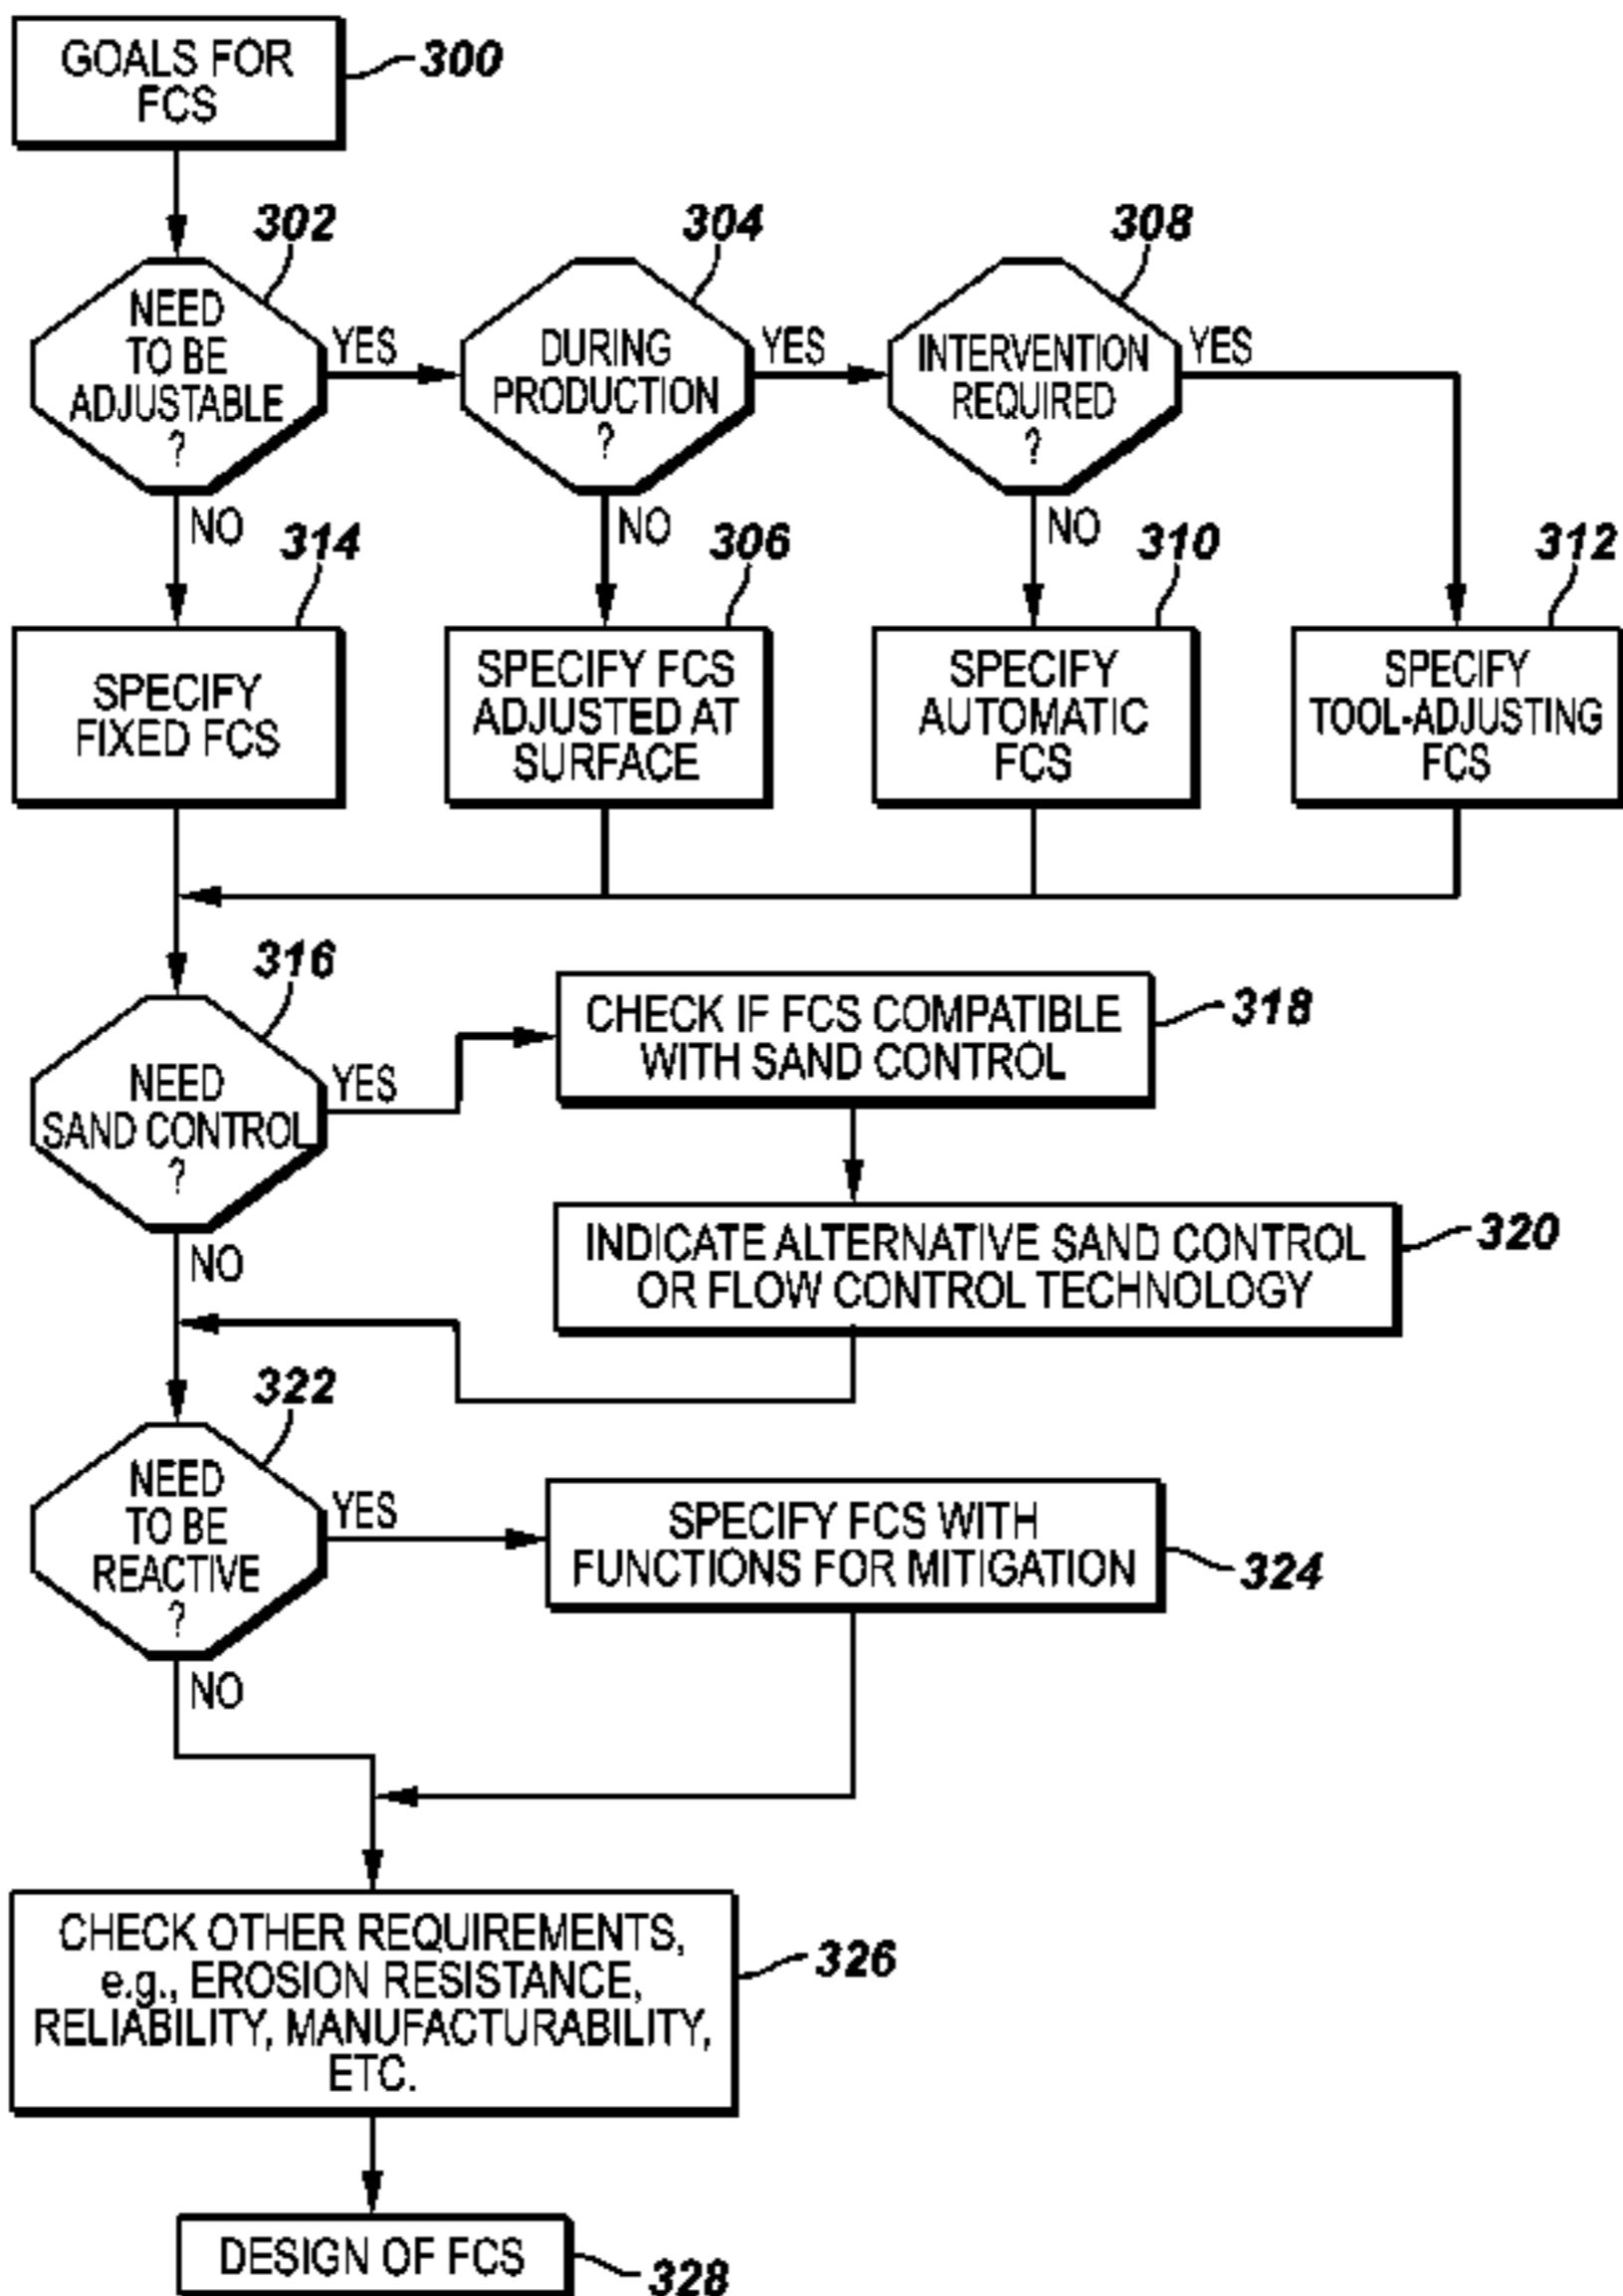 GOALS FOR
FCS
300
302
NEED
TO BE
ADJUSTABLE
?
YES
NO
304
DURING
PRODUCTION
?
YES
NO
308
INTERVENTION
REQUIRED
?
YES
NO
314
SPECIFY
FIXED FCS
306
SPECIFY FCS
ADJUSTED AT
SURFACE
310
SPECIFY
AUTOMATIC
FCS
312
SPECIFY
TOOL-ADJUSTING
FCS
316
NEED
SAND CONTROL
?
YES
NO
CHECK IF FCS COMPATIBLE
WITH SAND CONTROL
318
INDICATE ALTERNATIVE SAND CONTROL
OR FLOW CONTROL TECHNOLOGY
320
322
NEED
TO BE
REACTIVE
?
YES
NO
SPECIFY FCS WITH
FUNCTIONS FOR MITIGATION
324
CHECK OTHER REQUIREMENTS,
e.g., EROSION RESISTANCE,
RELIABILITY, MANUFACTURABILITY,
ETC.
326
DESIGN OF FCS
328